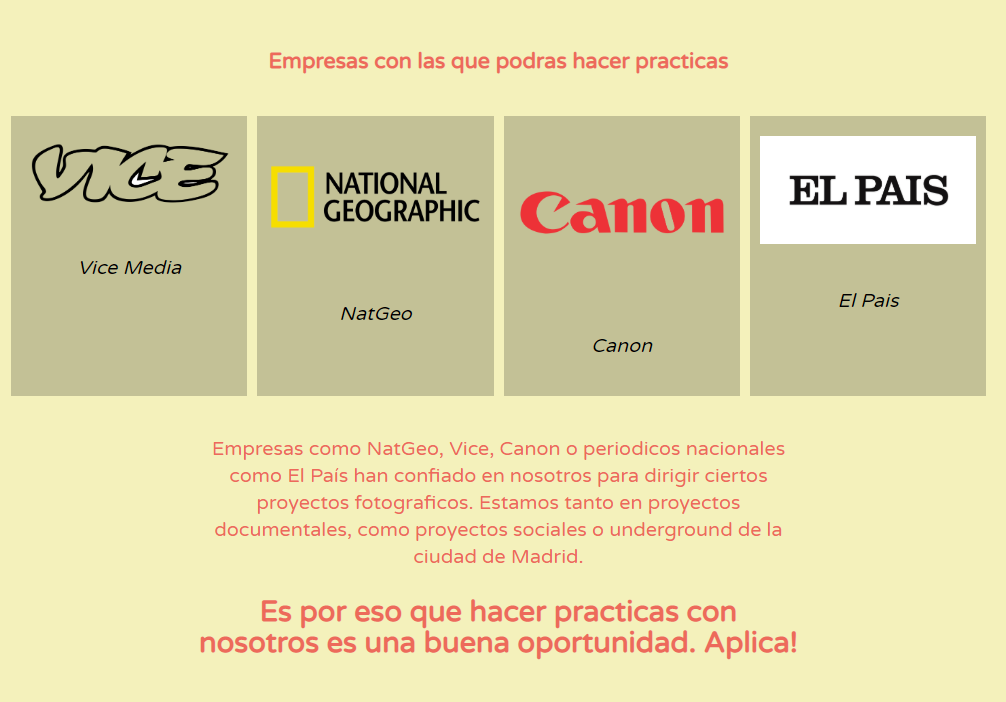 Empresas con las que podras hacer practicas
VICE
Vice Media
NATIONAL
GEOGRAPHIC
NatGeo
Canon
Canon
EL PAIS
El Pais
Empresas como NatGeo, Vice, Canon o periodicos nacionales
como El País han confiado en nosotros para dirigir ciertos
proyectos fotograficos. Estamos tanto en proyectos
documentales, como proyectos sociales o underground de la
ciudad de Madrid.
Es por eso que hacer practicas con
nosotros es una buena oportunidad. Aplica!